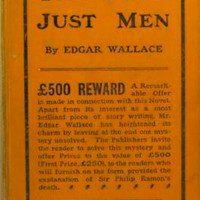 JUST MEN
By EDGAR WALLACE
£500 REWARD A Remarkable
Offer
is made in connection with this Novel.
Apart from its interest as a most
brilliant piece of story writing Mr.
Edgar Wallace has heightened its
charm by leaving at the end one mystery
unsolved. The Publishers invite
the reader to solve this mystery and
offer Prizes to the value of £500
(First Prize, £250), to the readers who
will furnish on the form provided the
explanation of Sir Philip Ramon's
death.